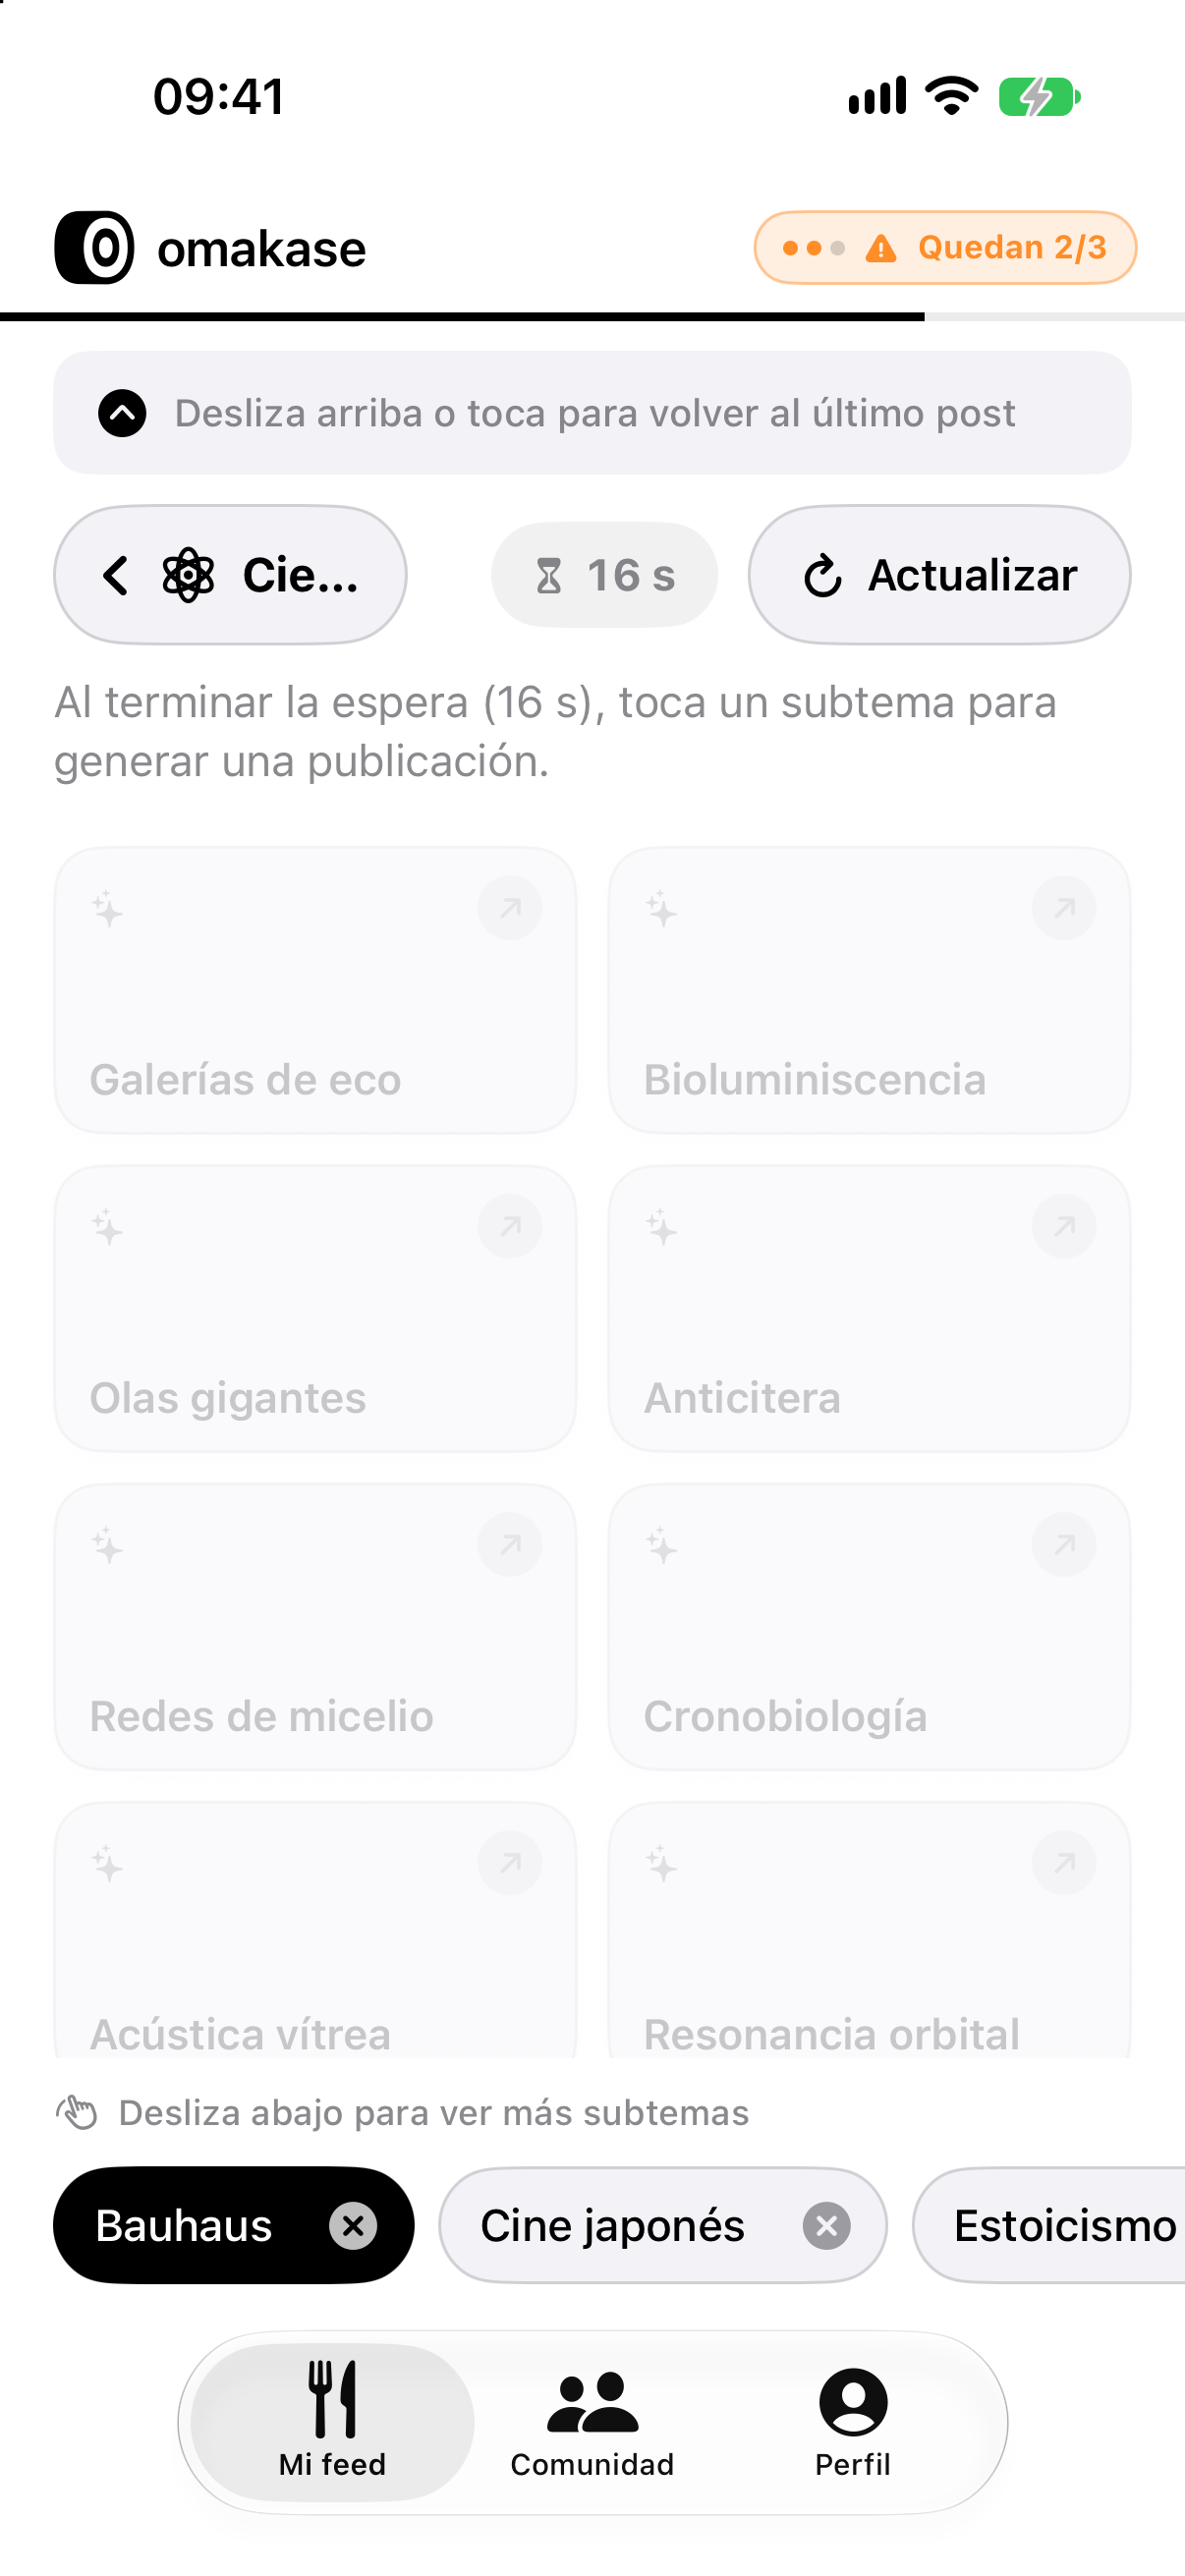 09:41
omakase
Quedan 2/3
Desliza arriba o toca para volver al último post
Cie...
16 s
Actualizar
Al terminar la espera (16 s), toca un subtema para
generar una publicación.
Galerías de eco
Bioluminiscencia
Olas gigantes
Anticitera
Redes de micelio
Cronobiología
Acústica vítrea
Resonancia orbital
Desliza abajo para ver más subtemas
Bauhaus
Cine japonés
Estoicismo
Mi feed
Comunidad
Perfil